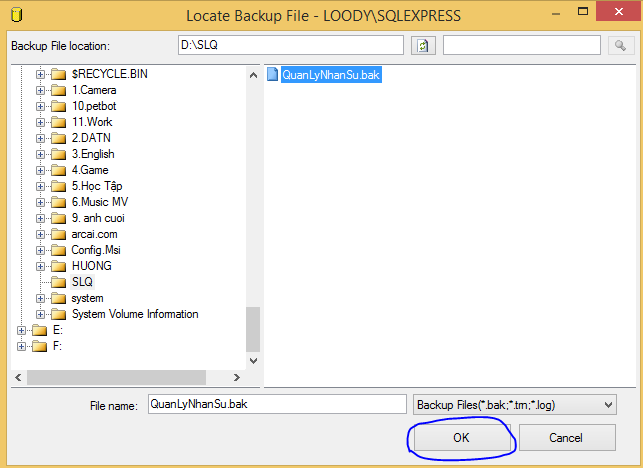 Locate Backup File - LOODY\SQLEXPRESS
Backup File location: D:\SLQ
$RECYCLE.BIN
QuanLyNhanSu.bak
1.Camera
10.petbot
11.Work
2.DATN
3.English
4.Game
5.Học Tập
6.Music MV
9. anh cuoi
arcai.com
Config.Msi
HUONG
SLQ
system
System Volume Information
E:
F:
File name: QuanLyNhanSu.bak Backup Files(*.bak;*.trn;*.log)
OK Cancel